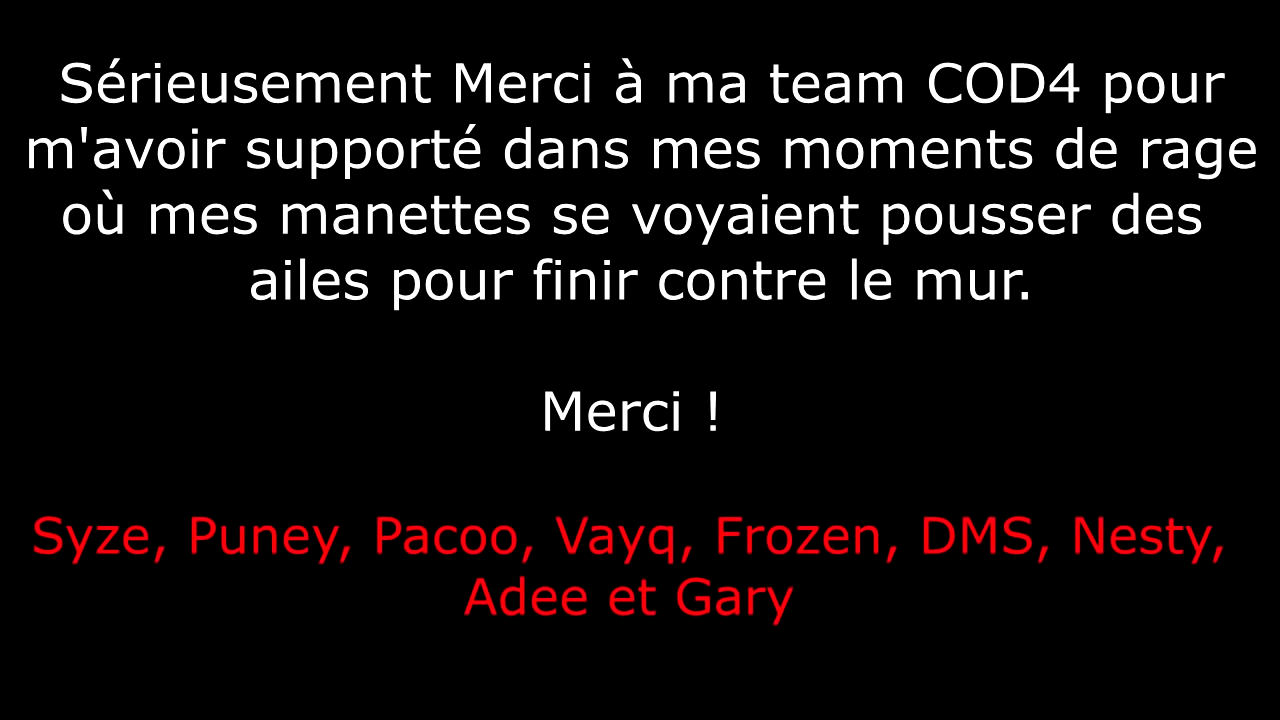 Sérieusement Merci à ma team COD4 pour
m'avoir supporté dans mes moments de rage
où mes manettes se voyaient pousser des
ailes pour finir contre le mur.
Merci !
Syze, Puney, Pacoo, Vayq, Frozen, DMS, Nesty,
Adee et Gary